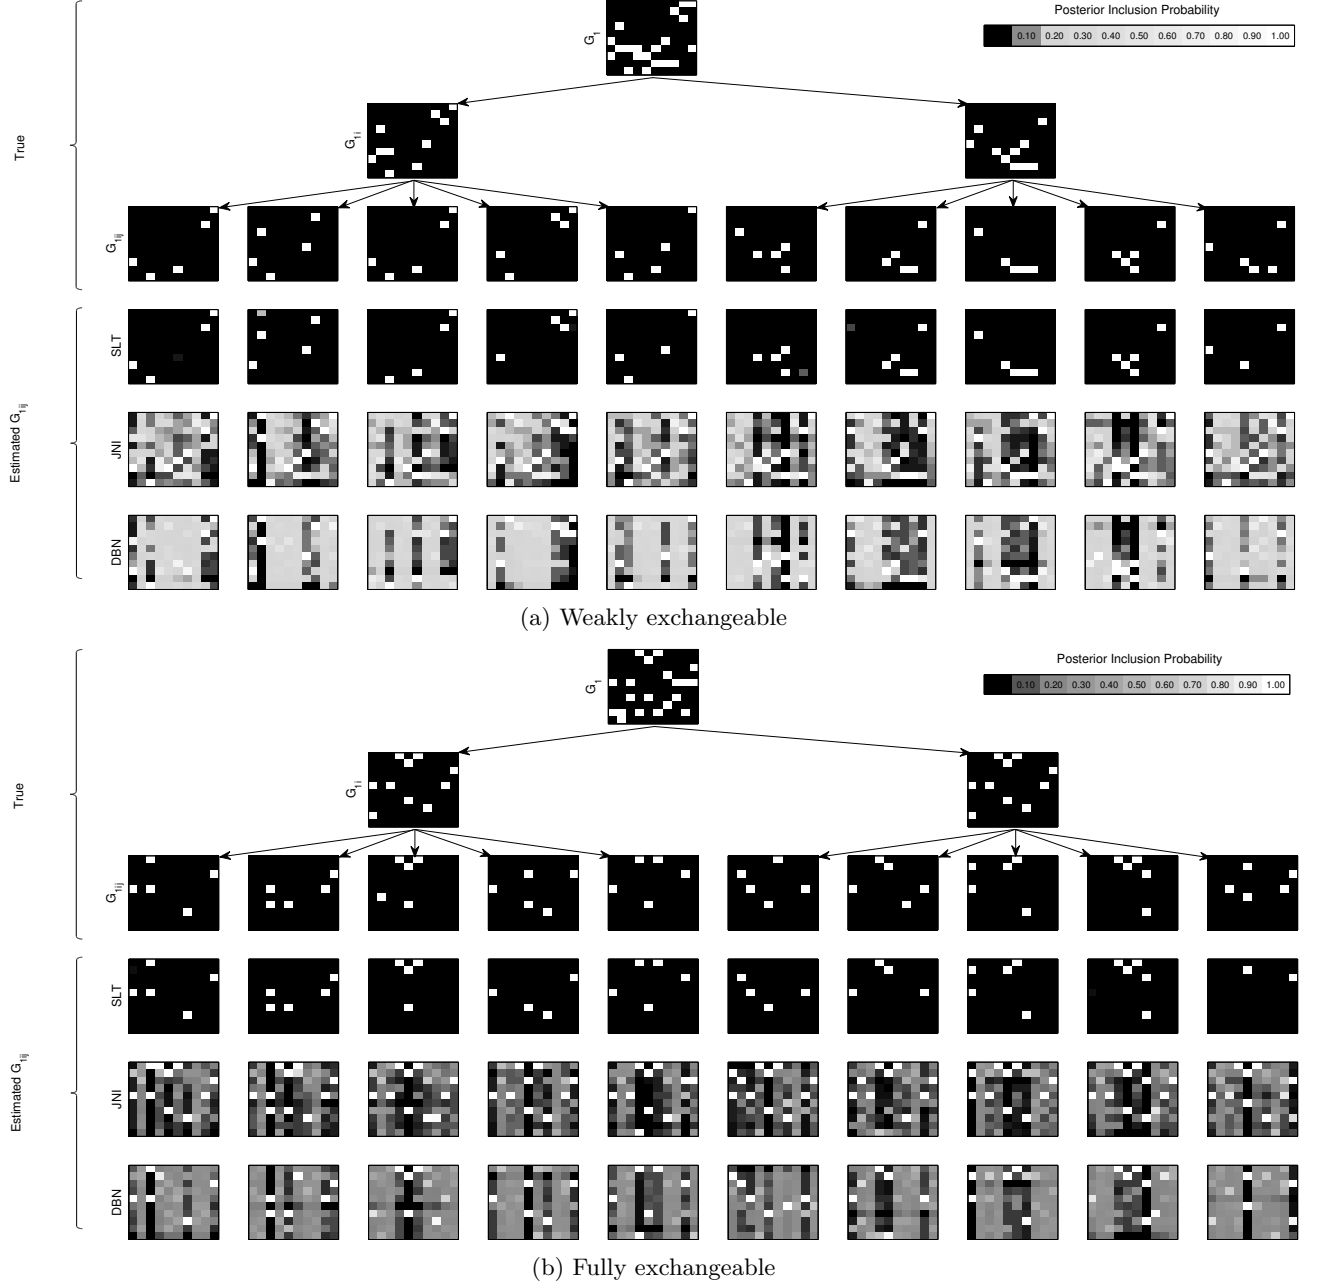 Posterior Inclusion Probability
0.10 0.20 0.30 0.40 0.50 0.60 0.70 0.80 0.90 1.00
G1
True
G1i
G1ij
Estimated G1ij
SLT
JNI
DBN
(a) Weakly exchangeable
Posterior Inclusion Probability
0.10 0.20 0.30 0.40 0.50 0.60 0.70 0.80 0.90 1.00
G1
True
G1i
G1ij
Estimated G1ij
SLT
JNI
DBN
(b) Fully exchangeable